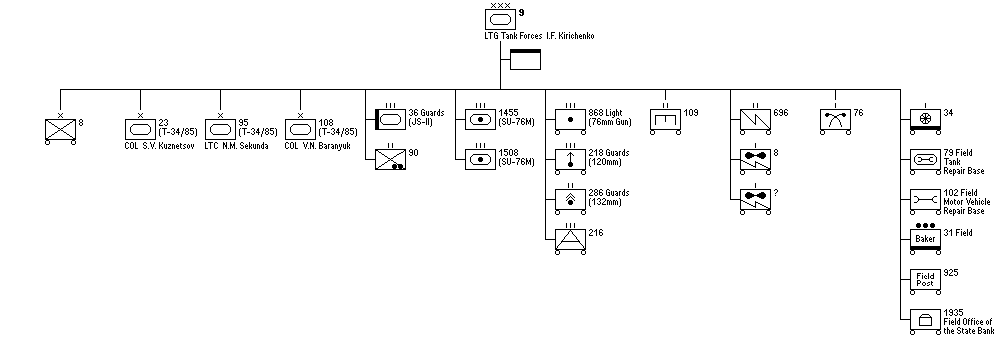 9
LTG Tank Forces I.F. Kirichenko
8
23
(T-34/85)
COL S.V. Kuznetsov
95
(T-34/85)
LTC N.M. Sekunda
108
(T-34/85)
COL V.N. Baranyuk
36 Guards
(JS-II)
90
1455
(SU-76M)
1508
(SU-76M)
868 Light
(76mm Gun)
218 Guards
(120mm)
286 Guards
(132mm)
216
109
696
8
?
76
34
79 Field
Tank
Repair Base
102 Field
Motor Vehicle
Repair Base
Baker
31 Field
Field
Post
925
1935
Field Office of
the State Bank